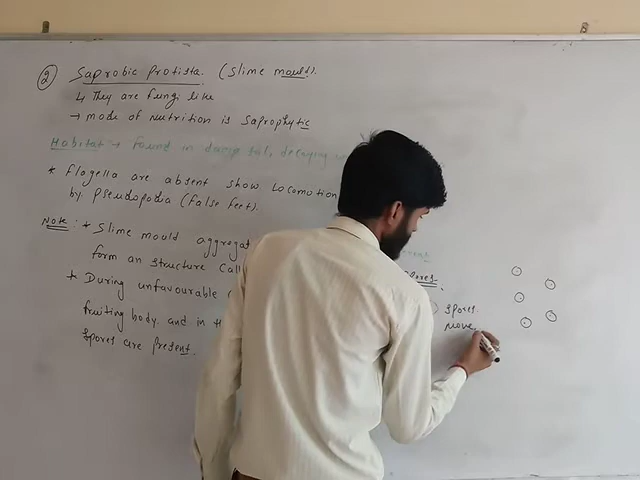 ② Saprobic Protista. (Slime mould).
↳ They are fungi like
→ mode of Nutrition is Saprophytic
Habitat → found in damp soil, decaying
* flagella are absent show Locomotion
by Pseudopodia (false feet).
Note: * Slime mould aggregat
form an structure Call
* During unfavourable
fruiting body. and in
spores are present.
spores.
spores.
move